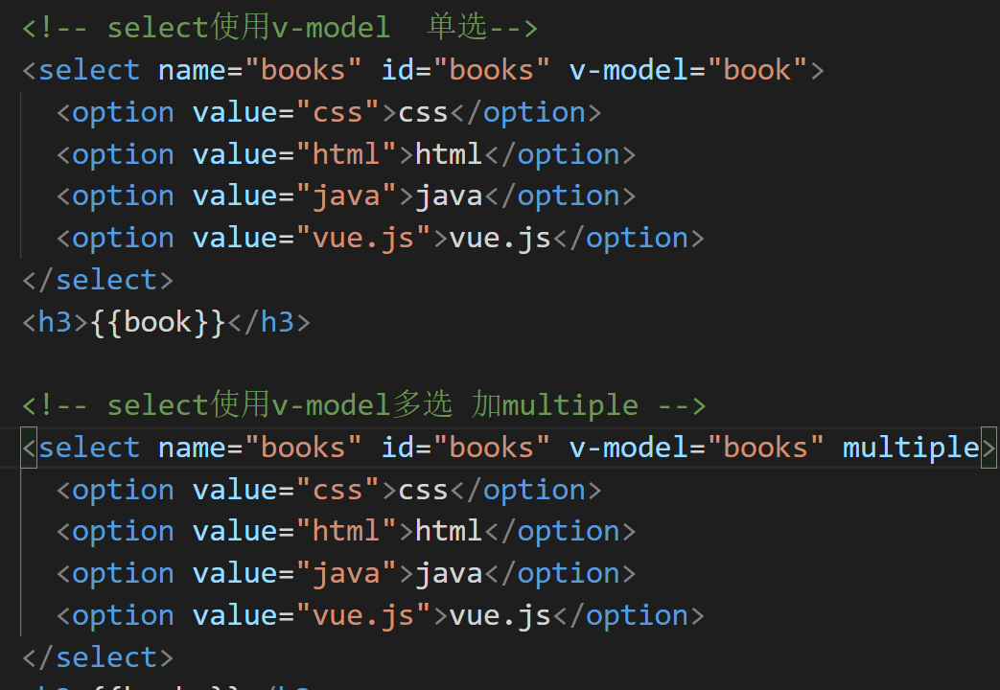 <!-- select使用v-model  单选-->
<select name="books" id="books" v-model="book">
  <option value="css">css</option>
  <option value="html">html</option>
  <option value="java">java</option>
  <option value="vue.js">vue.js</option>
</select>
<h3>{{book}}</h3>
<!-- select使用v-model多选 加multiple -->
<select name="books" id="books" v-model="books" multiple>
  <option value="css">css</option>
  <option value="html">html</option>
  <option value="java">java</option>
  <option value="vue.js">vue.js</option>
</select>